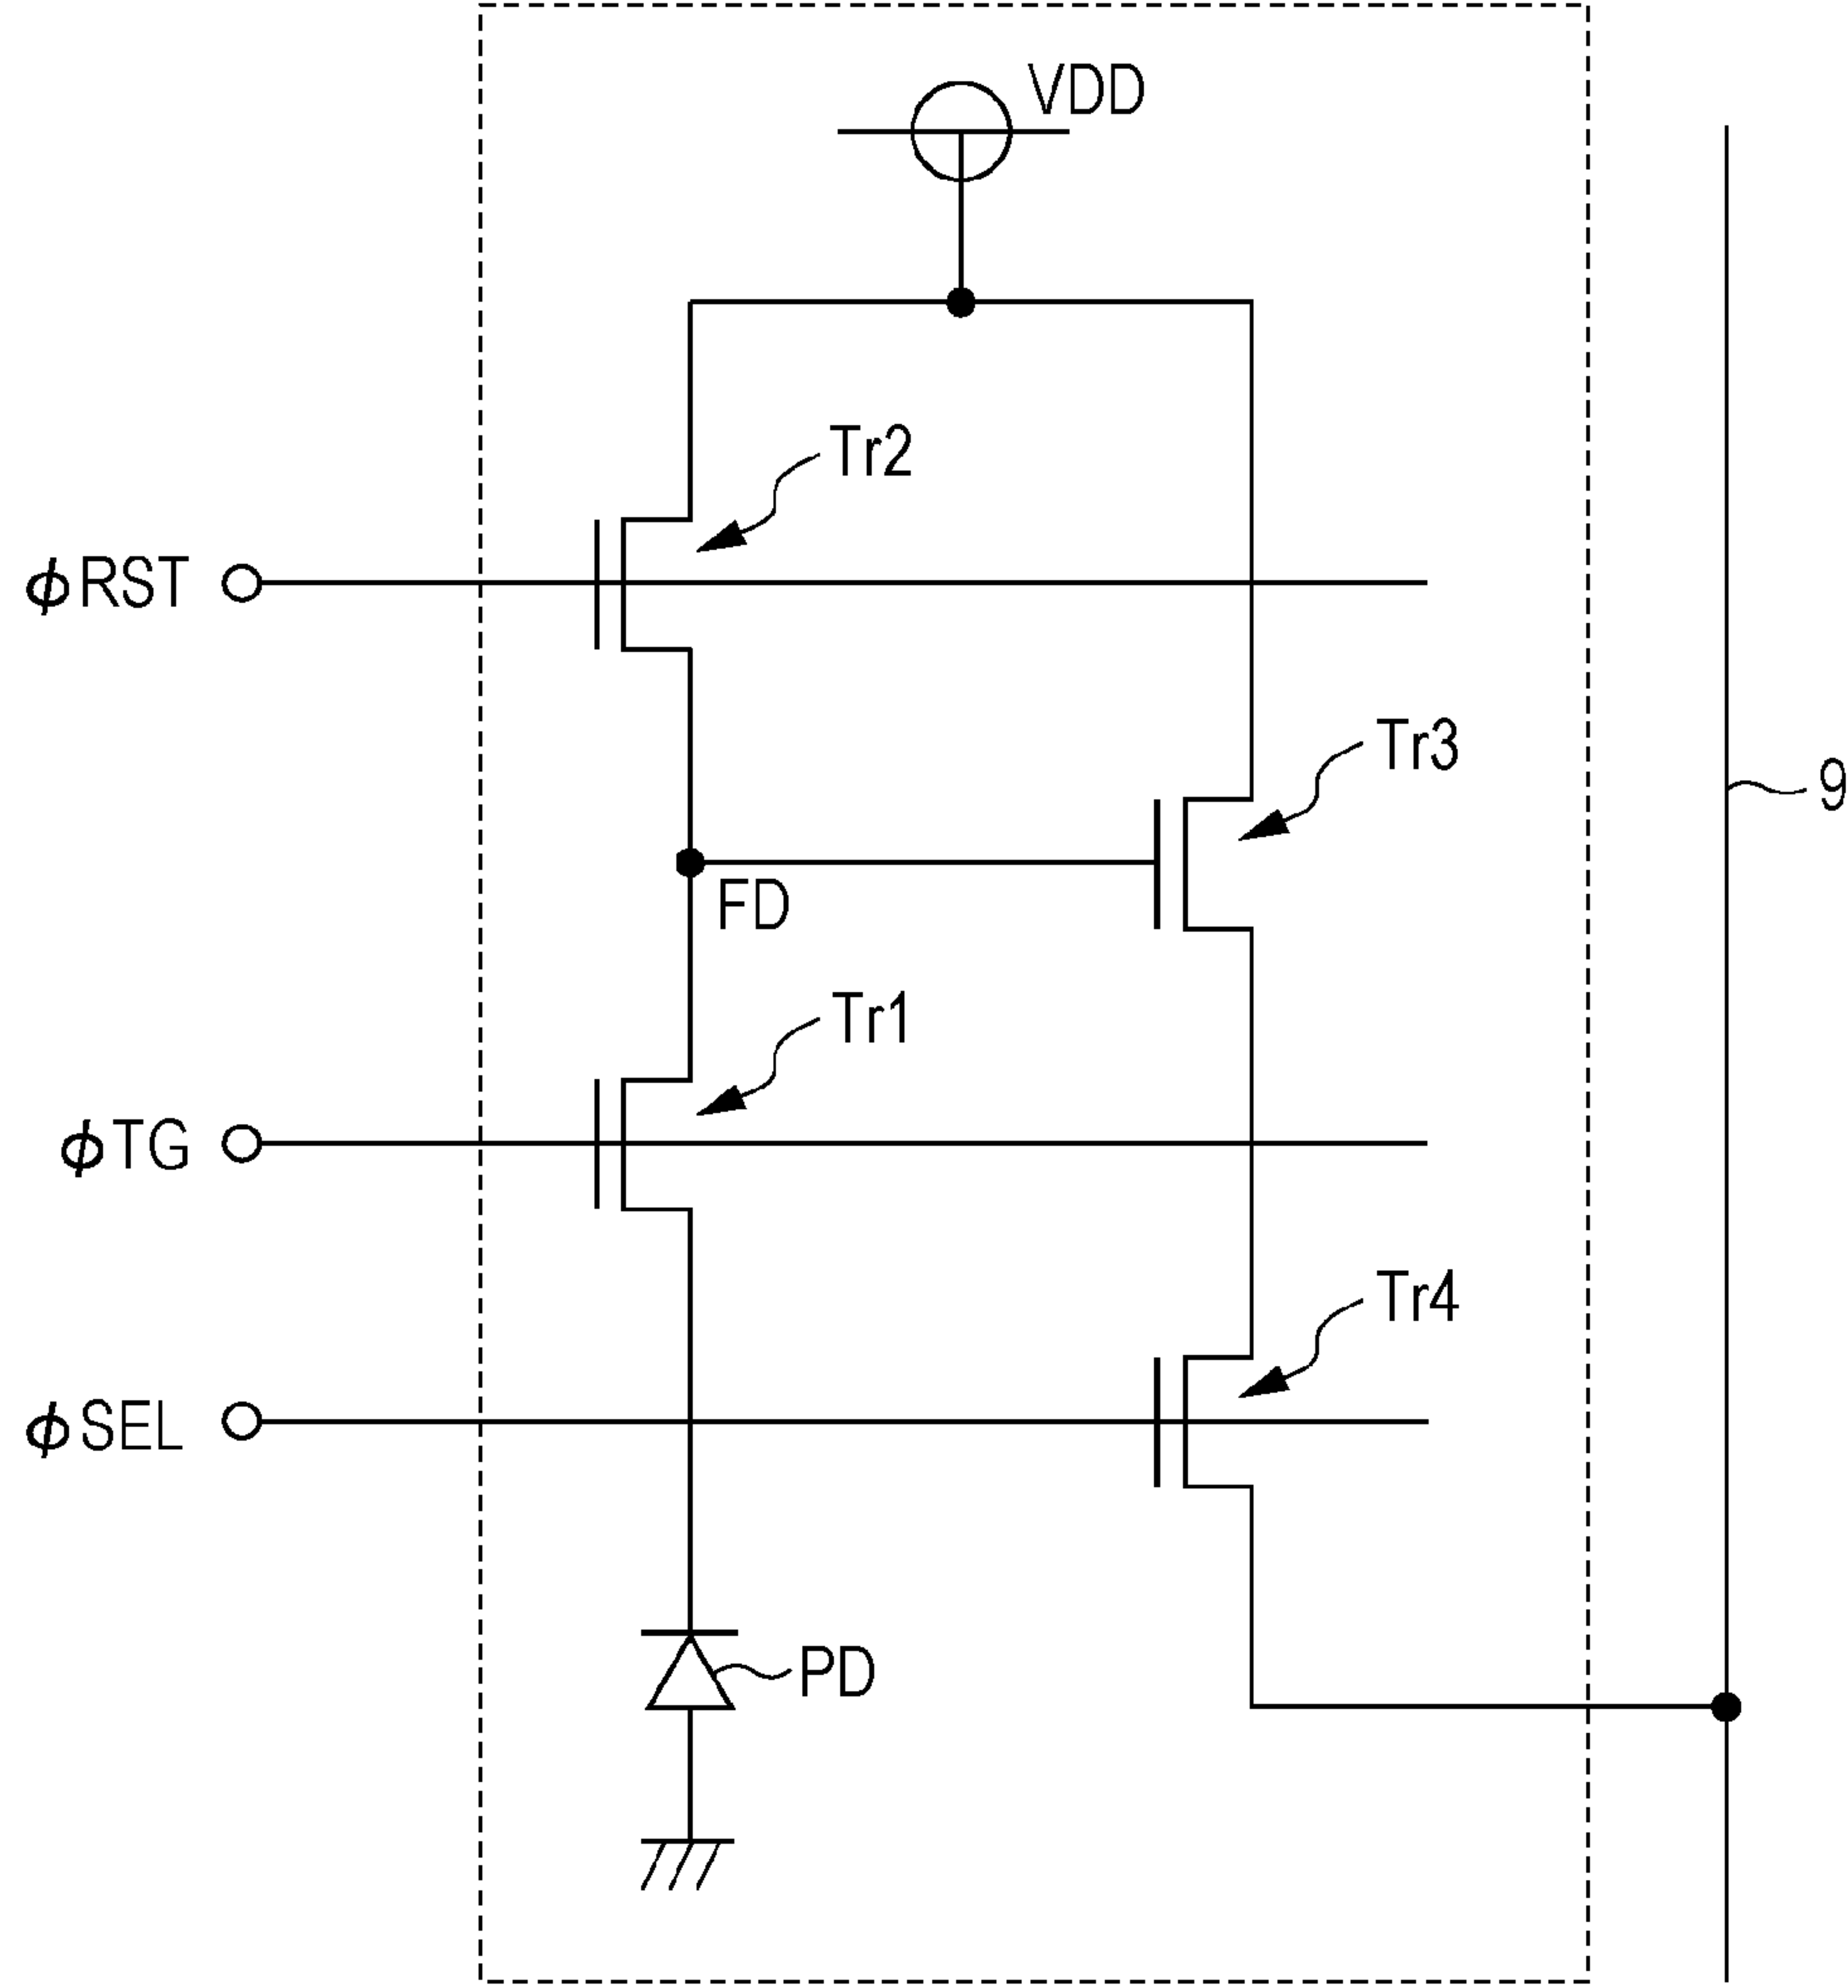 VDD
Tr2
ϕRST
Tr3
9
FD
Tr1
ϕTG
Tr4
ϕSEL
PD